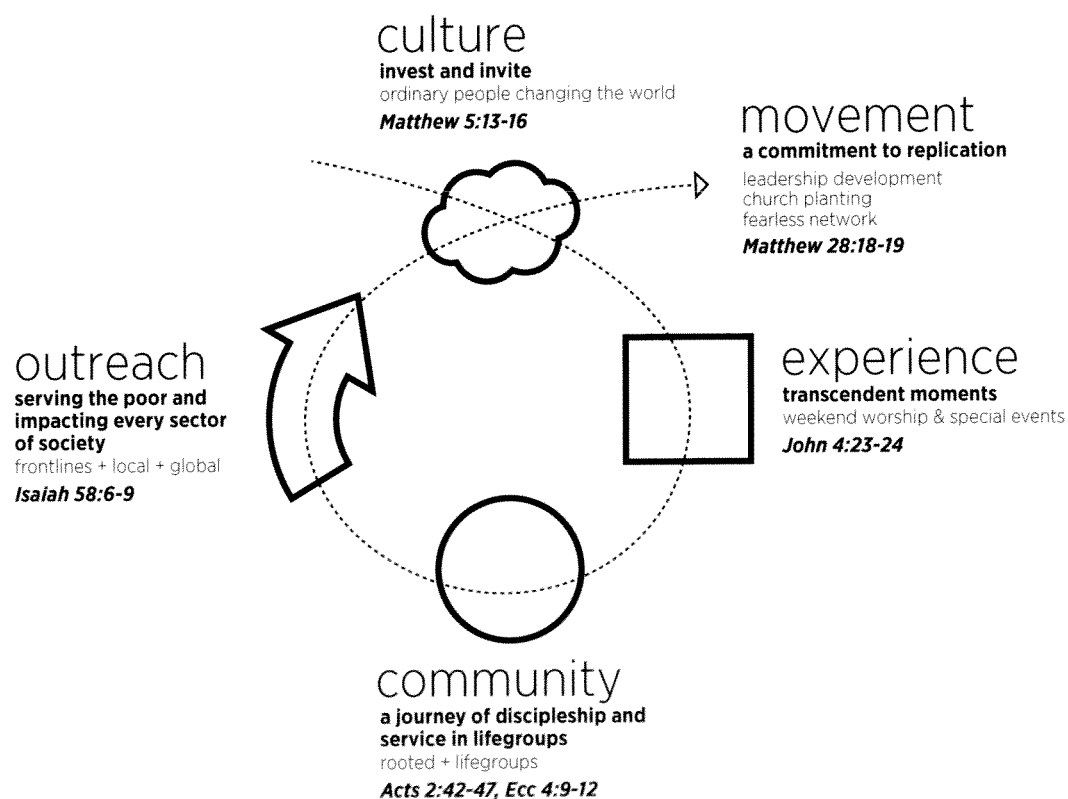 culture
invest and invite
ordinary people changing the world
Matthew 5:13-16
movement
a commitment to replication
leadership development
church planting
fearless network
Matthew 28:18-19
experience
transcendent moments
weekend worship & special events
John 4:23-24
outreach
serving the poor and
impacting every sector
of society
frontlines + local + global
Isaiah 58:6-9
community
a journey of discipleship and
service in lifegroups
rooted + lifegroups
Acts 2:42-47, Ecc 4:9-12